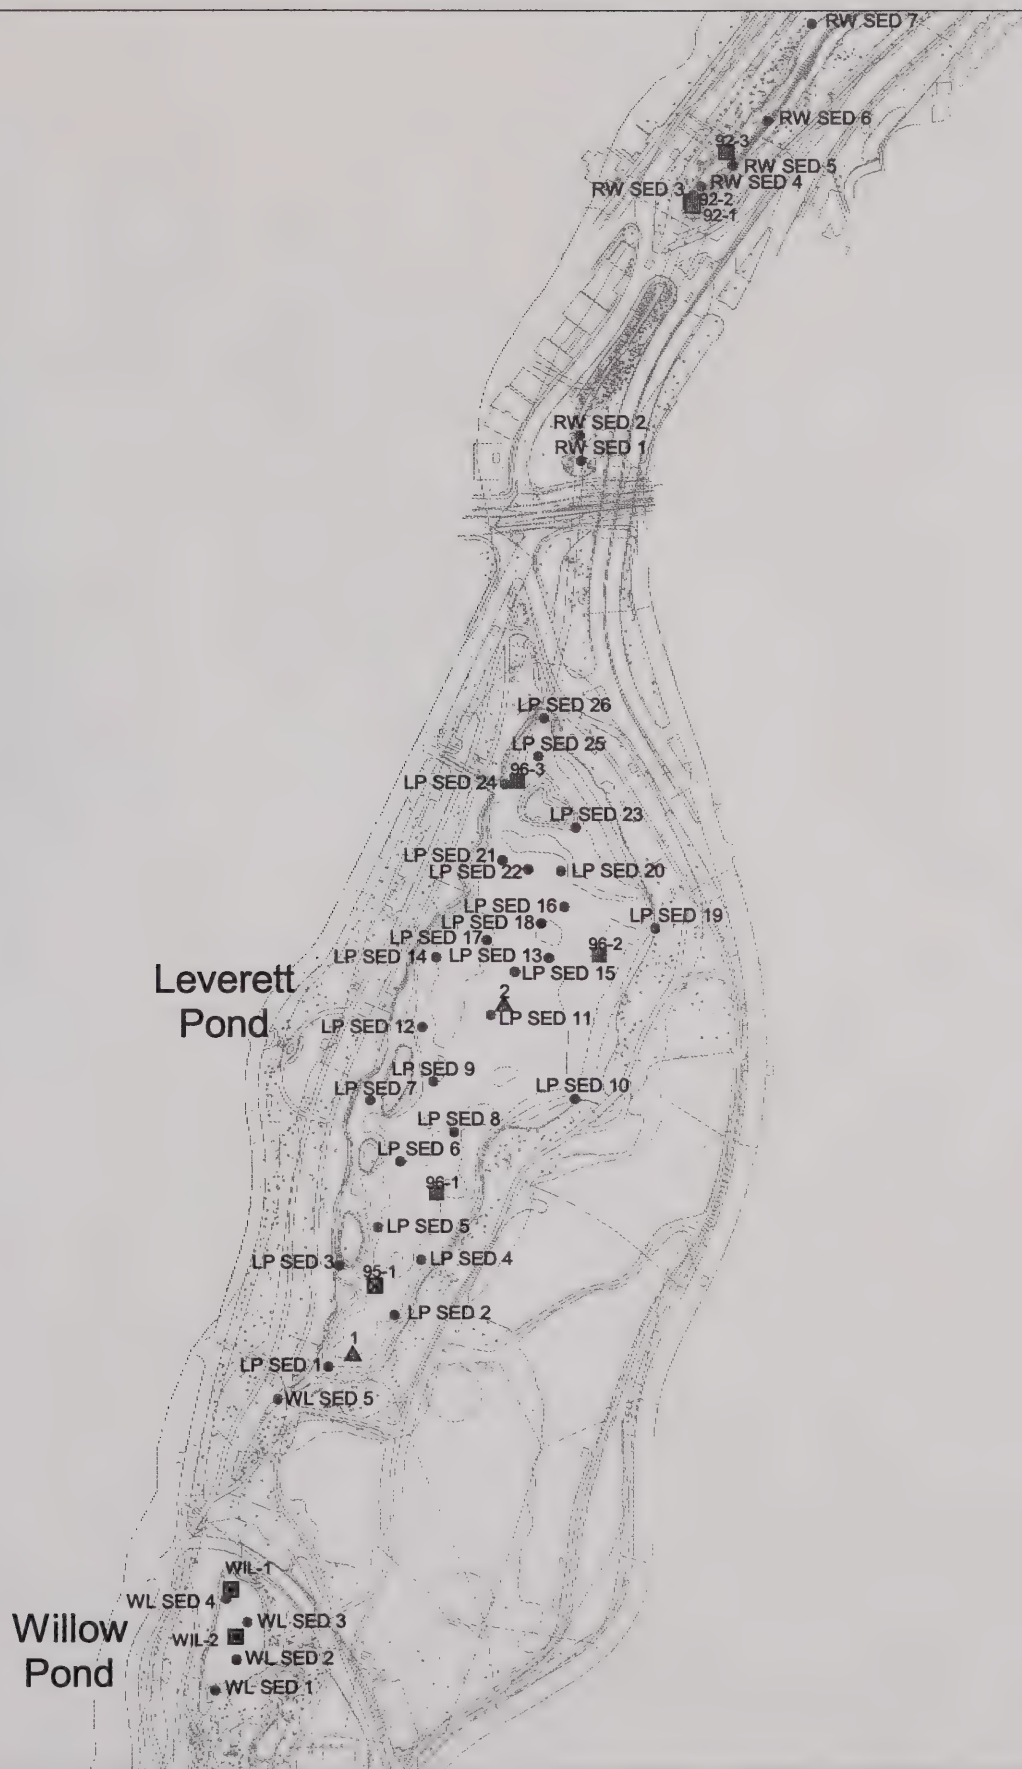 RW SED 7
RW SED 6
92-3
RW SED 5
RW SED 4
RW SED 3
92-2
92-1
RW SED 2
RW SED 1
LP SED 26
LP SED 25
96-3
LP SED 24
LP SED 23
LP SED 21
LP SED 22
LP SED 20
LP SED 16
LP SED 19
LP SED 18
LP SED 17
96-2
LP SED 14
LP SED 13
LP SED 15
Leverett
Pond
2
LP SED 11
LP SED 12
LP SED 9
LP SED 7
LP SED 10
LP SED 8
LP SED 6
96-1
LP SED 5
LP SED 3
LP SED 4
95-1
LP SED 2
1
LP SED 1
WL SED 5
WIL-1
WL SED 4
WL SED 3
Willow
Pond
WIL-2
WL SED 2
WL SED 1